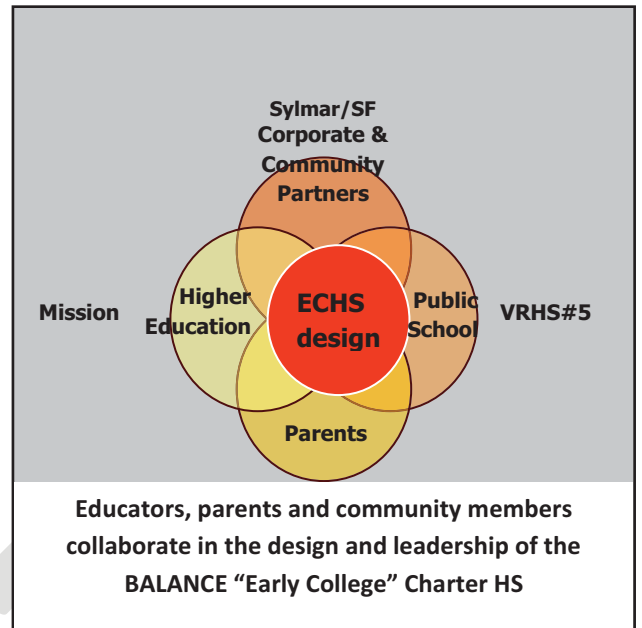 Sylmar/SF
Corporate &
Community
Partners
Mission
Higher
Education
ECHS
design
Public
School
VRHS#5
Parents
Educators, parents and community members
collaborate in the design and leadership of the
BALANCE “Early College” Charter HS